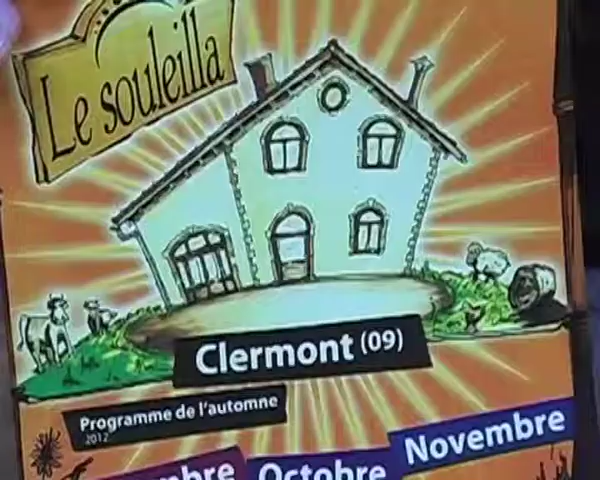 Le souleilla
Clermont (09)
Programme de l'automne
2012
Octobre
Novembre